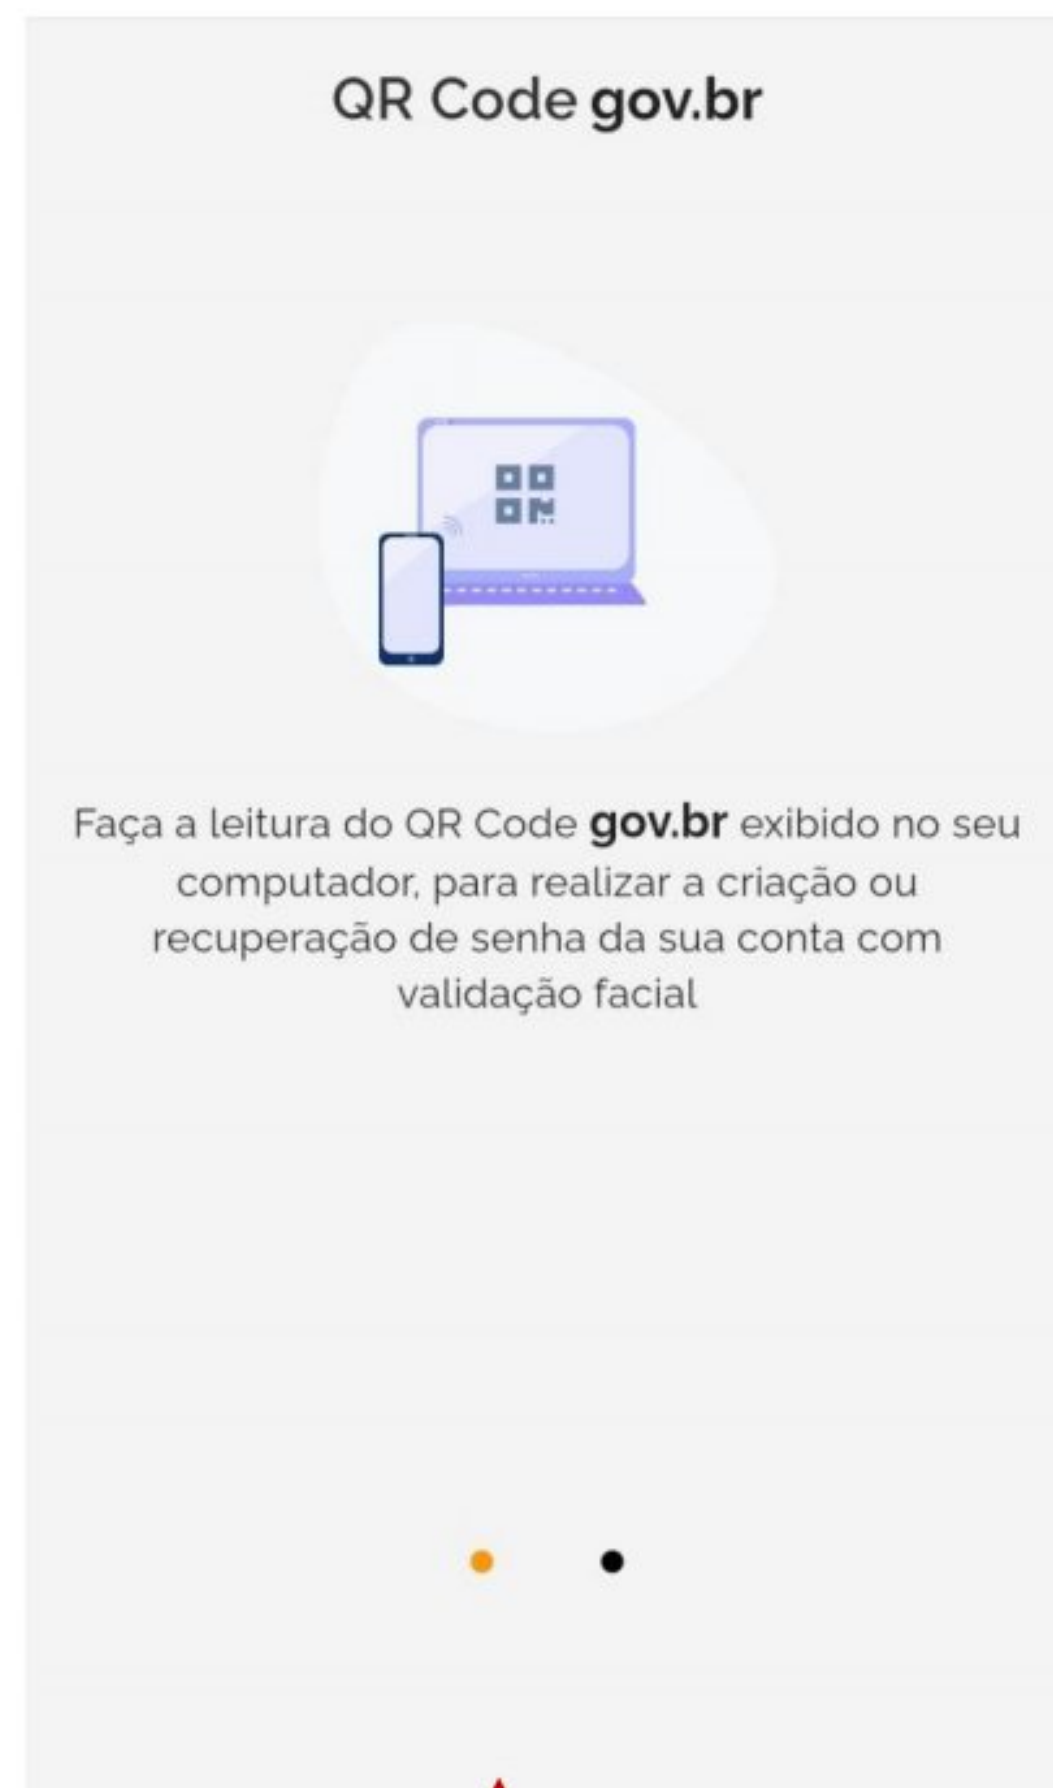 QR Code gov.br
Faça a leitura do QR Code gov.br exibido no seu
computador, para realizar a criação ou
recuperação de senha da sua conta com
validação facial